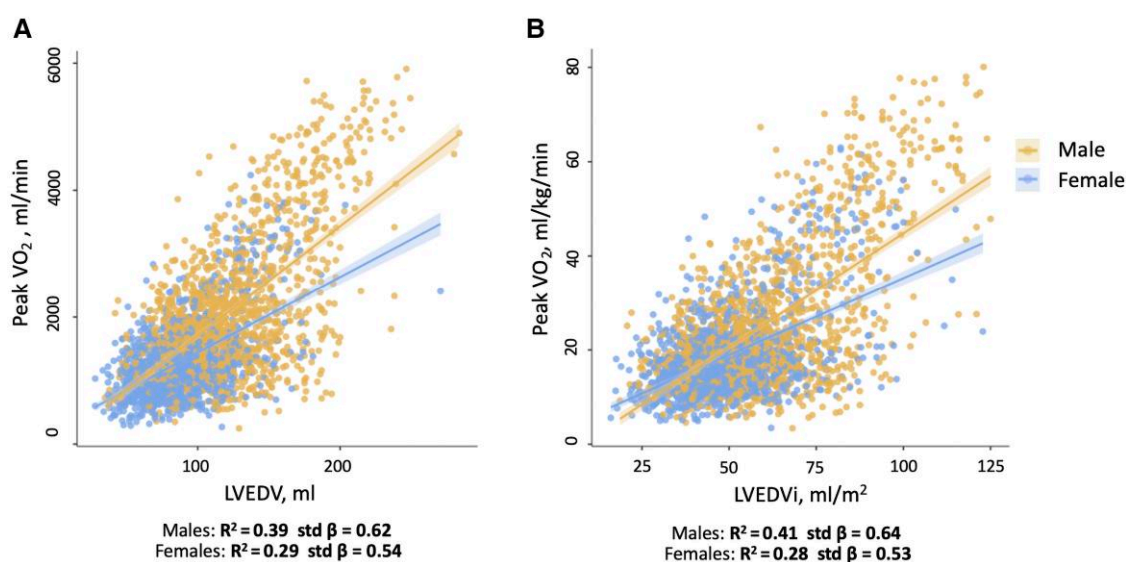 A
Peak VO₂ , ml/min
6000
4000
2000
0
100
200
LVEDV, ml
Males: R² = 0.39 std β = 0.62
Females: R² = 0.29 std β = 0.54
B
Peak VO₂, ml/kg/min
80
60
40
20
0
25
50
75
100
125
LVEDVi, ml/m²
Males: R² = 0.41 std β = 0.64
Females: R² = 0.28 std β = 0.53
Male
Female